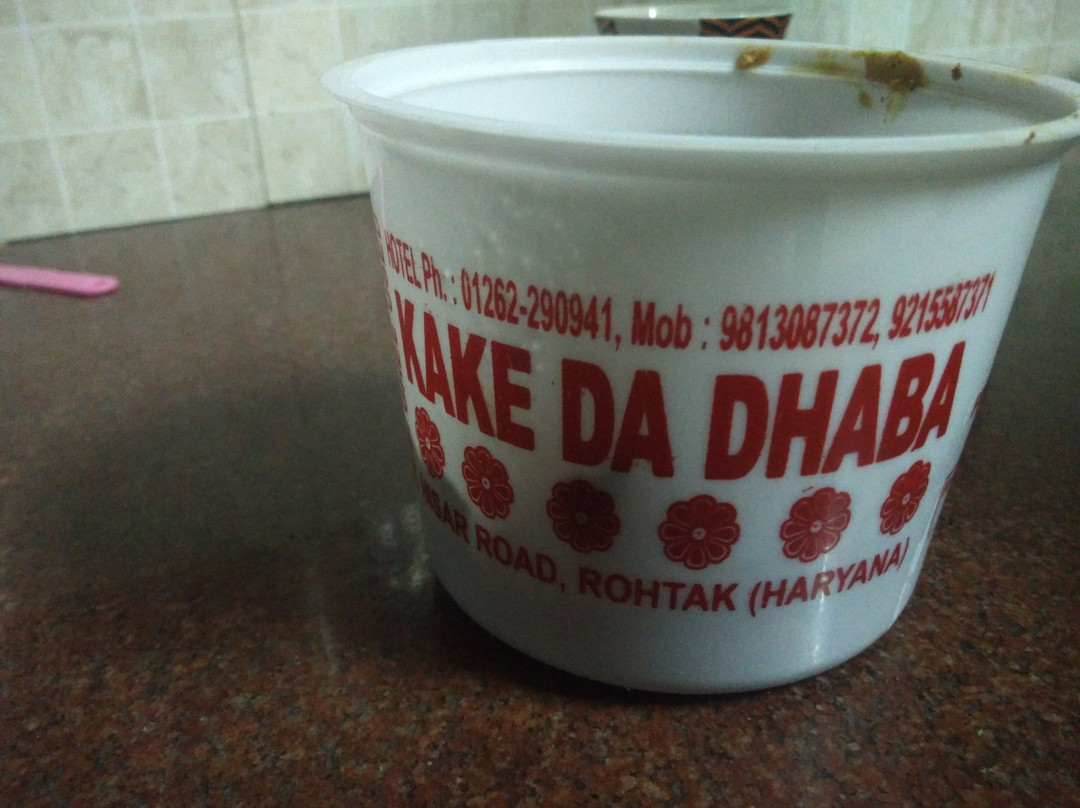 HOTEL Ph. : 01262-290941, Mob : 9813087372, 9215587371
KAKE DA DHABA
ROAD, ROHTAK (HARYANA)